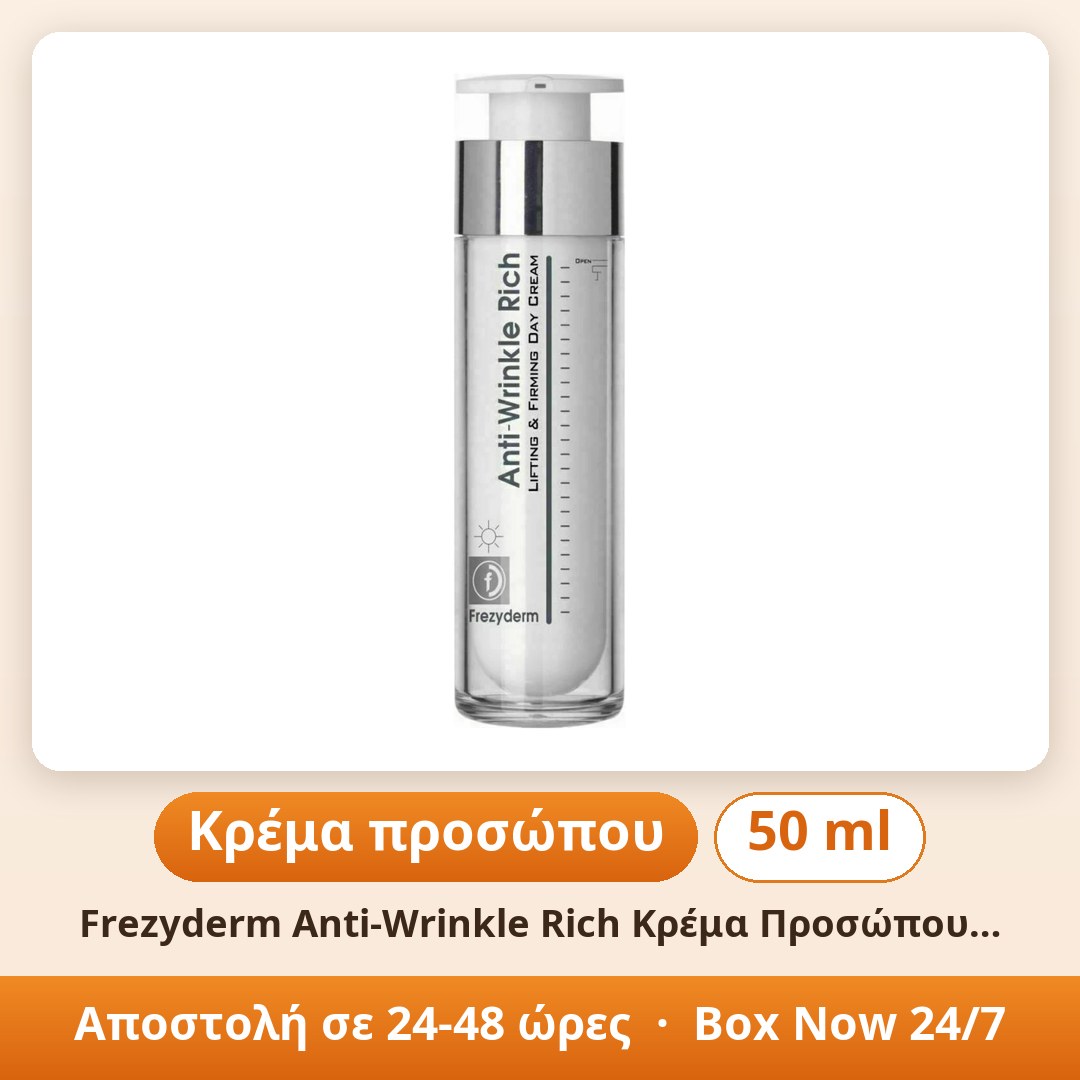 OPEN
Anti-Wrinkle Rich
LIFTING & FIRMING DAY CREAM
f
Frezyderm
Κρέμα προσώπου
50 ml
Frezyderm Anti-Wrinkle Rich Κρέμα Προσώπου...
Αποστολή σε 24-48 ώρες · Box Now 24/7